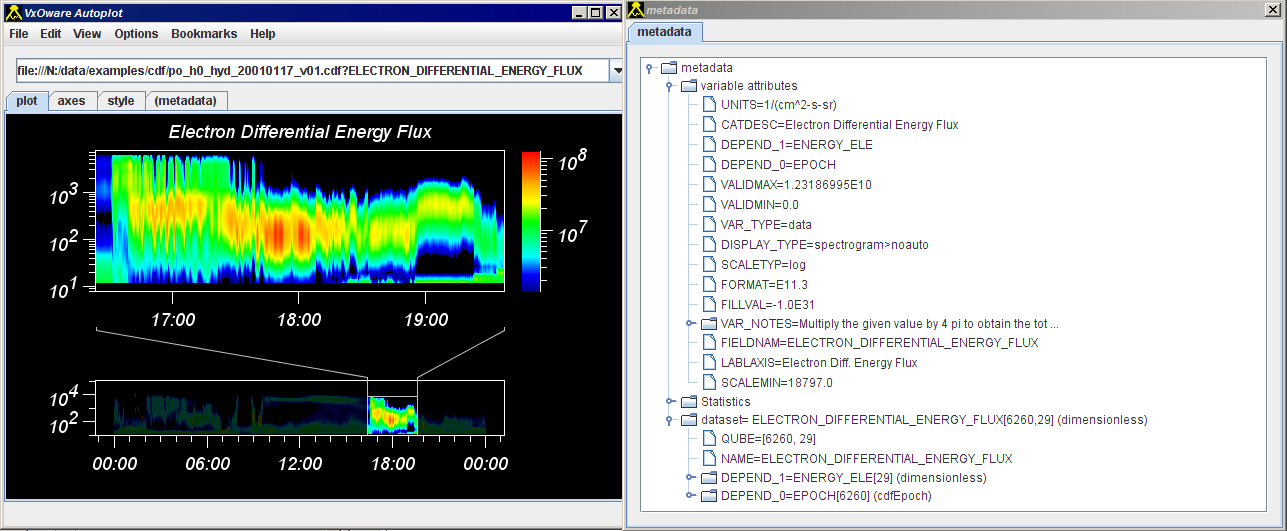 VxOware Autoplot
File Edit View Options Bookmarks Help
file:///N:/data/examples/cdf/po_h0_hyd_20010117_v01.cdf?ELECTRON_DIFFERENTIAL_ENERGY_FLUX
plot axes style (metadata)
Electron Differential Energy Flux
10^3
10^2
10^1
10^8
10^7
17:00 18:00 19:00
10^4
10^2
00:00 06:00 12:00 18:00 00:00
metadata
metadata
metadata
variable attributes
UNITS=1/(cm^2-s-sr)
CATDESC=Electron Differential Energy Flux
DEPEND_1=ENERGY_ELE
DEPEND_0=EPOCH
VALIDMAX=1.23186995E10
VALIDMIN=0.0
VAR_TYPE=data
DISPLAY_TYPE=spectrogram>noauto
SCALETYP=log
FORMAT=E11.3
FILLVAL=-1.0E31
VAR_NOTES=Multiply the given value by 4 pi to obtain the tot ...
FIELDNAM=ELECTRON_DIFFERENTIAL_ENERGY_FLUX
LABLAXIS=Electron Diff. Energy Flux
SCALEMIN=18797.0
Statistics
dataset= ELECTRON_DIFFERENTIAL_ENERGY_FLUX[6260,29] (dimensionless)
QUBE=[6260, 29]
NAME=ELECTRON_DIFFERENTIAL_ENERGY_FLUX
DEPEND_1=ENERGY_ELE[29] (dimensionless)
DEPEND_0=EPOCH[6260] (cdfEpoch)